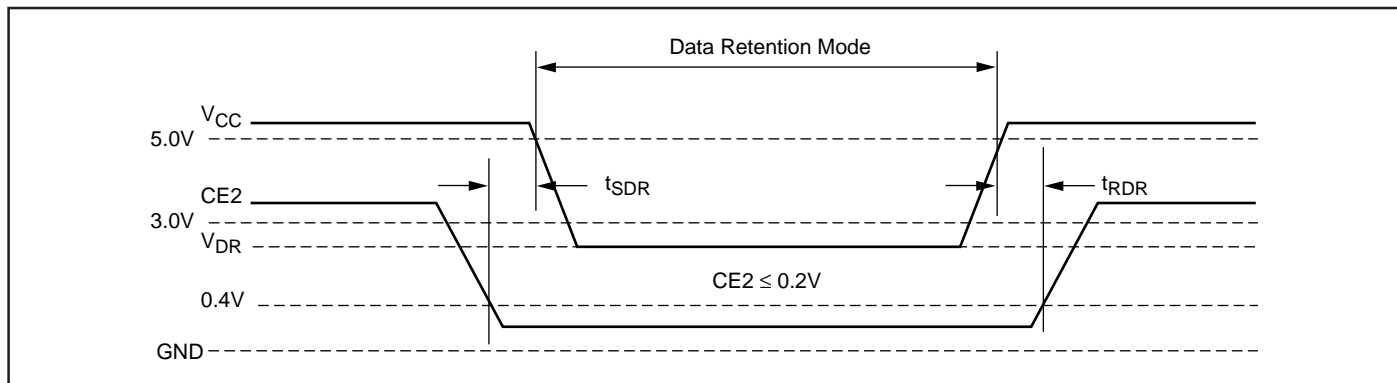 Data Retention Mode
VCC
5.0V
tSDR
tRDR
CE2
3.0V
VDR
CE2 ≤ 0.2V
0.4V
GND